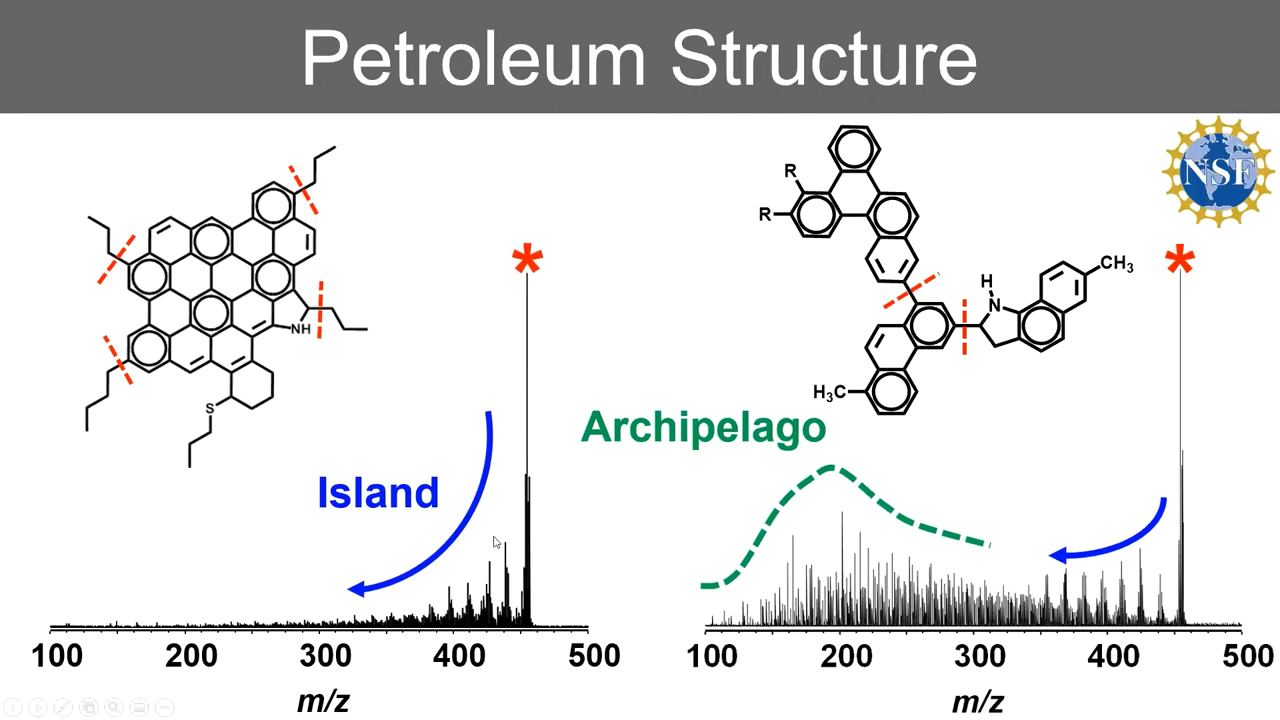 Petroleum Structure
NH
S
Island
*
100 200 300 400 500
m/z
R
R
H
N
CH3
H3C
NSF
Archipelago
*
100 200 300 400 500
m/z